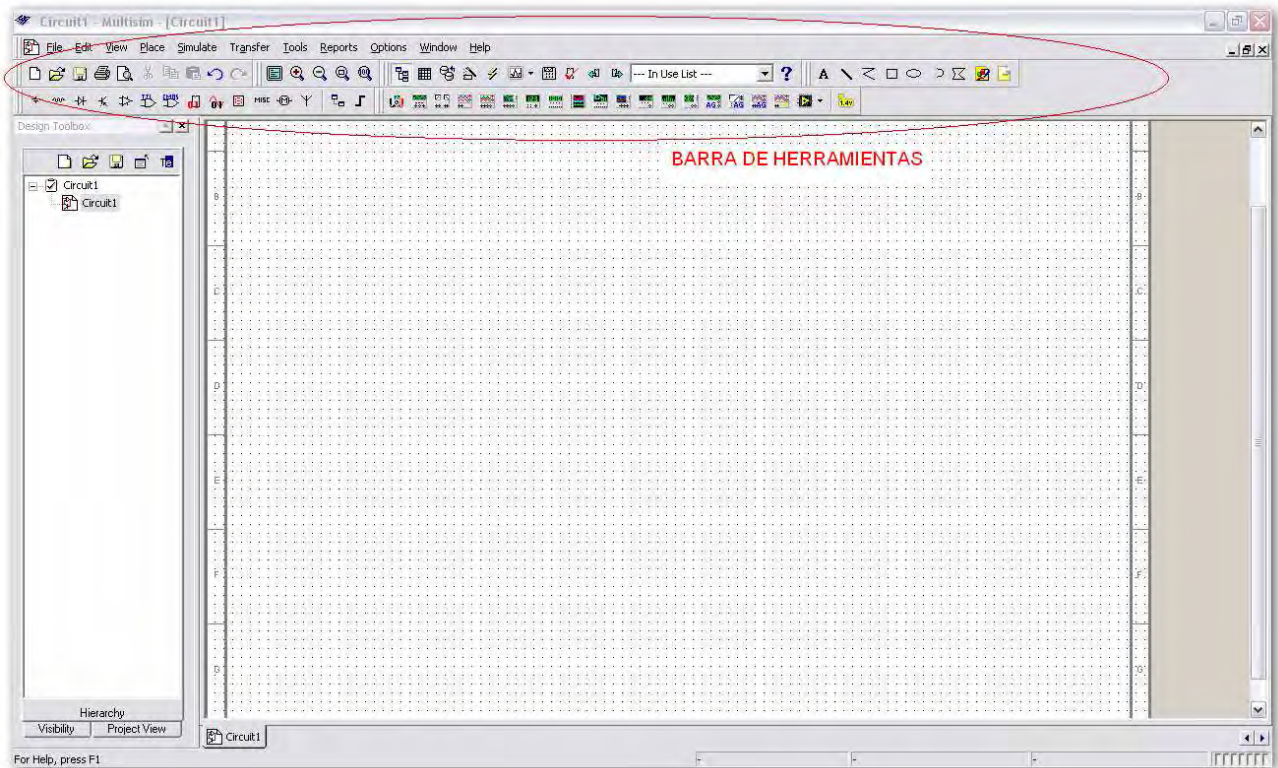 Circuit1 - Multisim - [Circuit1]
File Edit View Place Simulate Transfer Tools Reports Options Window Help
--- In Use List --- ? A
MISC
Design Toolbox
BARRA DE HERRAMIENTAS
Circuit1
Circuit1
B B
C C
D D
E E
F F
G G
Hierarchy
Visibility Project View
Circuit1
For Help, press F1